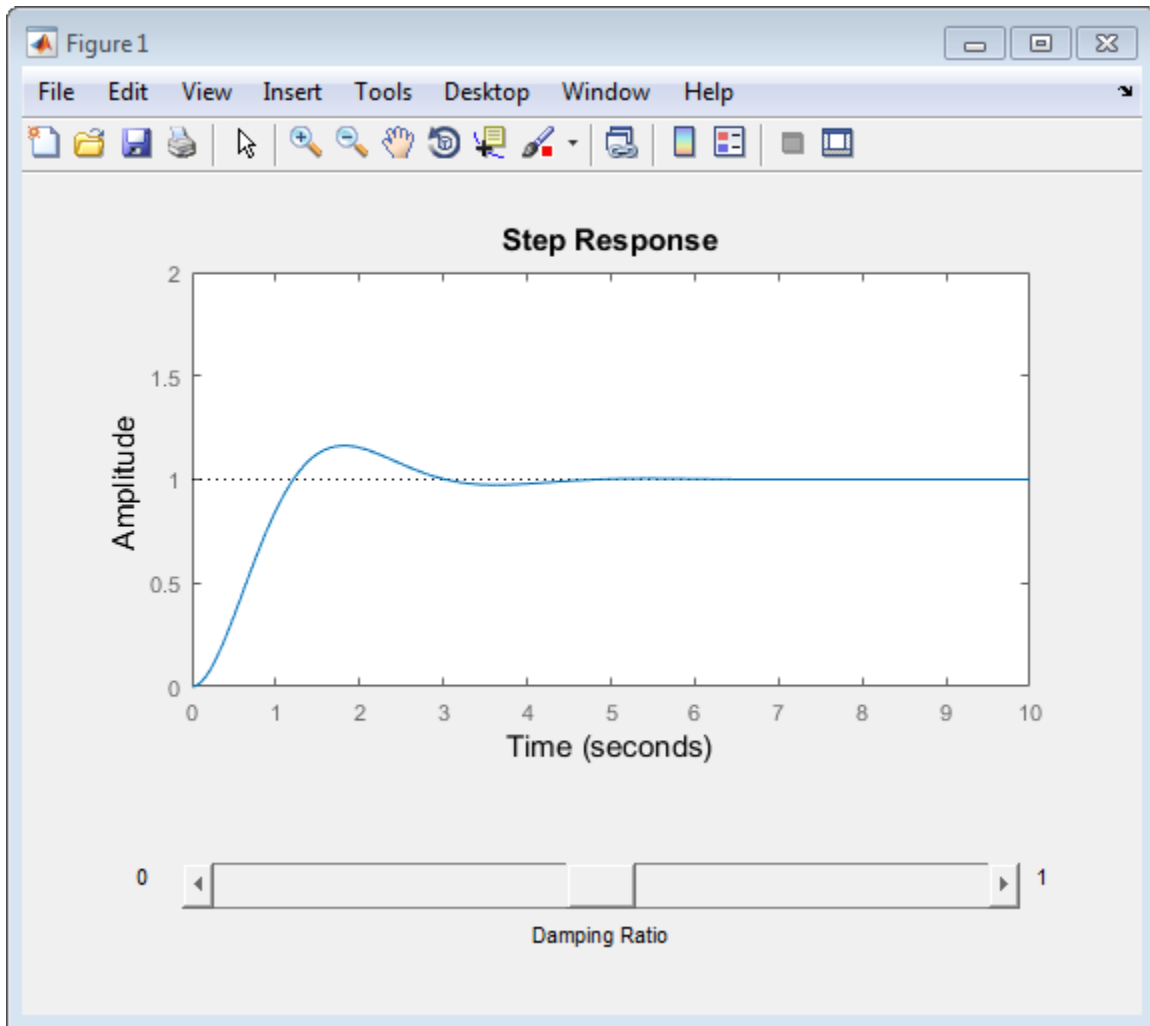 Figure 1
File Edit View Insert Tools Desktop Window Help
Step Response
2
1.5
1
0.5
0
Amplitude
0 1 2 3 4 5 6 7 8 9 10
Time (seconds)
0 1
Damping Ratio